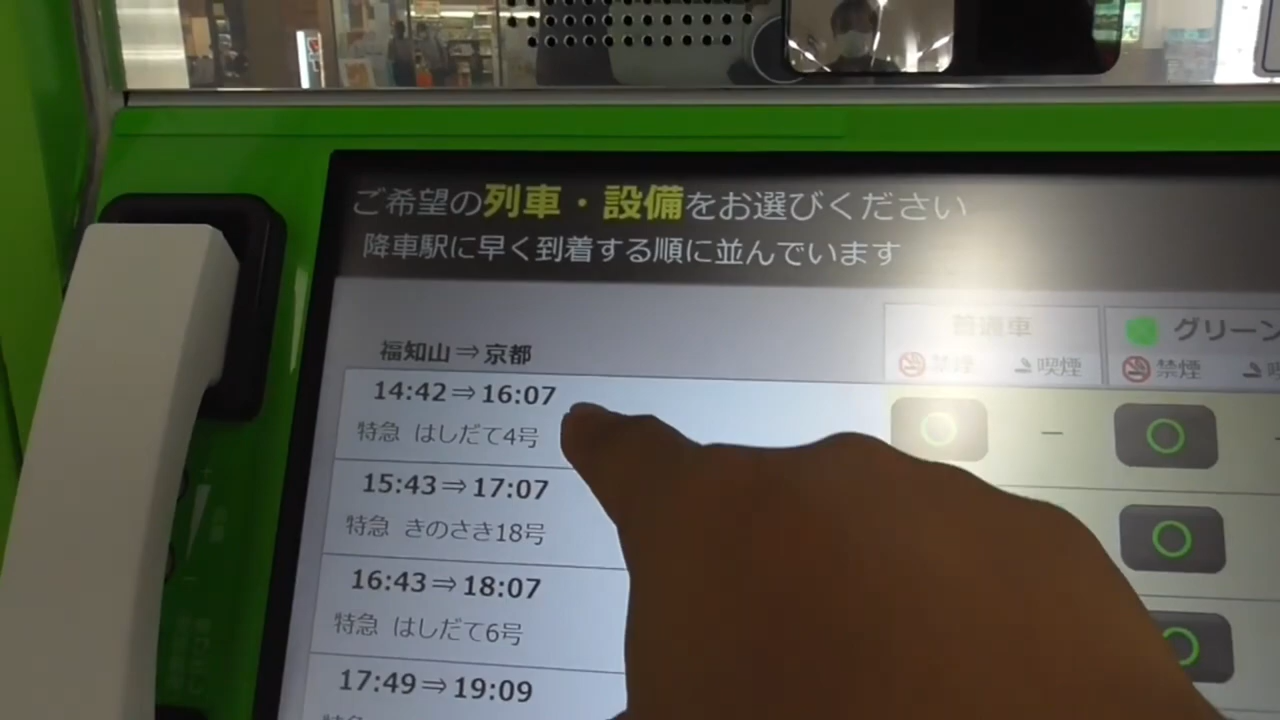 ご希望の列車・設備をお選びください
降車駅に早く到着する順に並んでいます
普通車
グリーン
禁煙 喫煙 禁煙
福知山⇒京都
14:42⇒16:07
特急 はしだて4号
15:43⇒17:07
特急 きのさき18号
16:43⇒18:07
特急 はしだて6号
17:49⇒19:09
特急